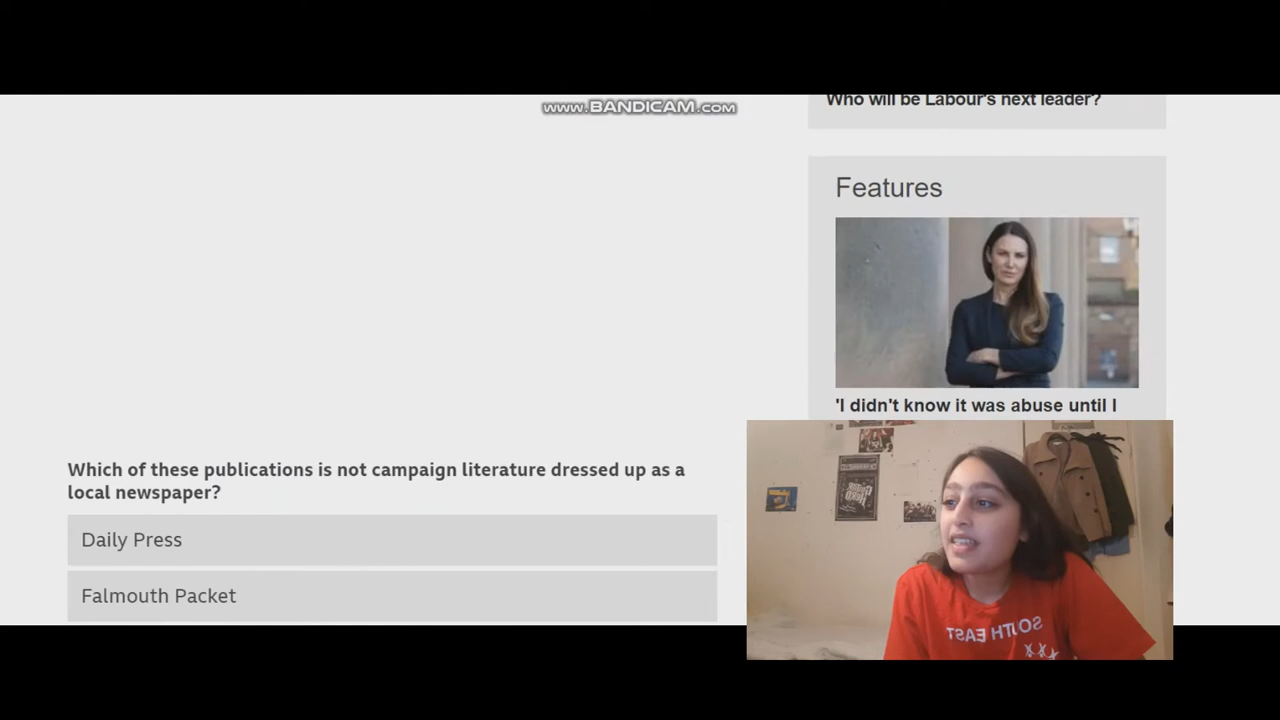 www.BANDICAM.com
Who will be Labour's next leader?
Features
'I didn't know it was abuse until I
Which of these publications is not campaign literature dressed up as a
local newspaper?
Daily Press
Falmouth Packet
SOUTH EAST